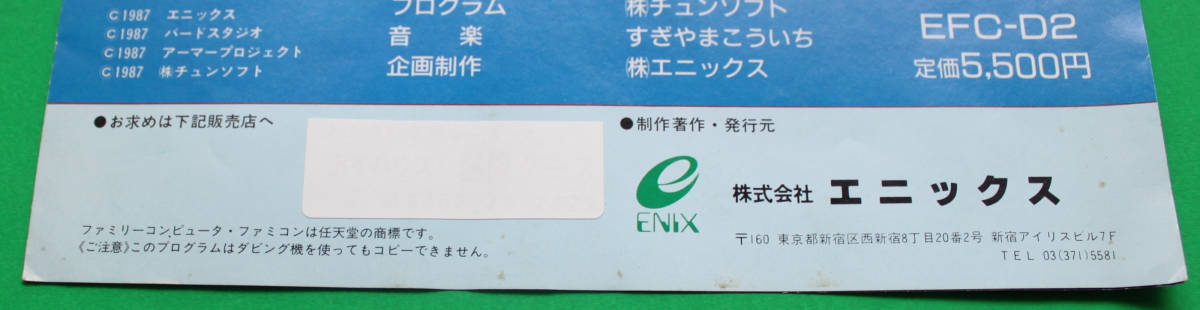 ©1987 エニックス
©1987 バードスタジオ
©1987 アーマープロジェクト
©1987 ㈱チュンソフト
プログラム ㈱チュンソフト
音楽 すぎやまこういち
企画制作 ㈱エニックス
EFC-D2
定価5,500円
●お求めは下記販売店へ
●制作著作・発行元
ENIX
株式会社 エニックス
〒160 東京都新宿区西新宿8丁目20番2号 新宿アイリスビル7F
TEL 03(371)5581
ファミリーコンピュータ・ファミコンは任天堂の商標です。
《ご注意》このプログラムはダビング機を使ってもコピーできません。